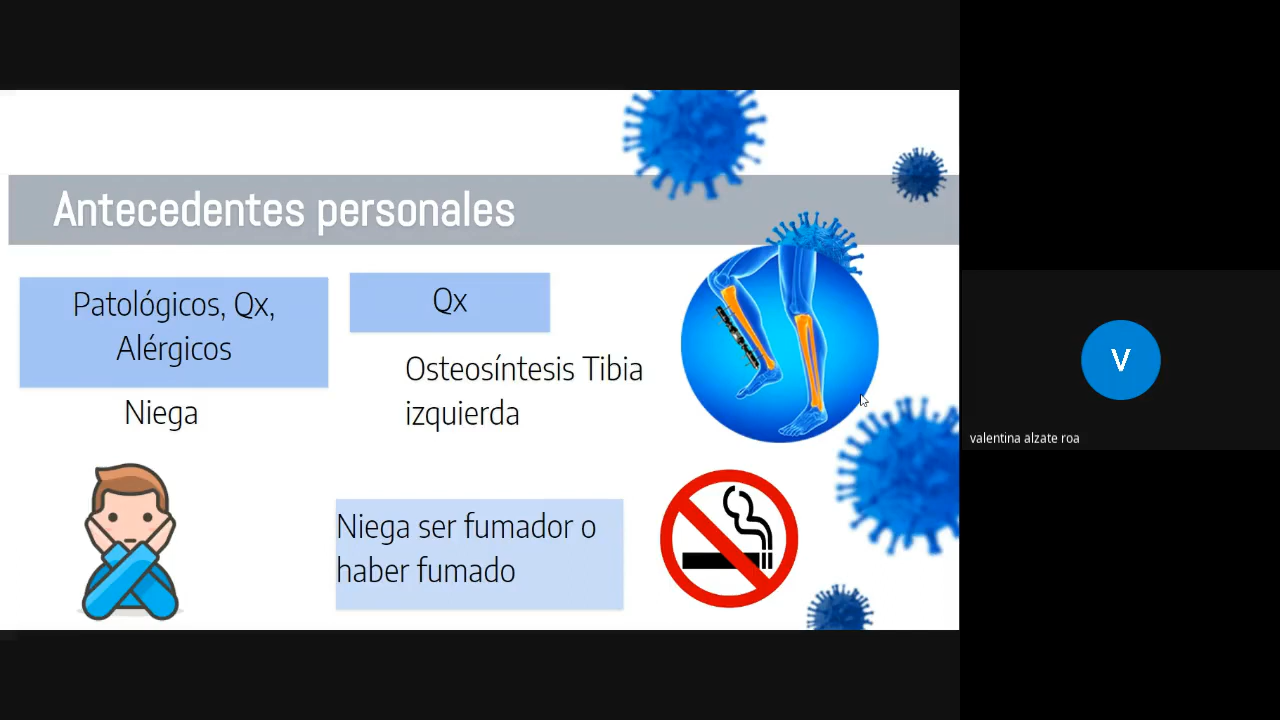 Antecedentes personales
Patológicos, Qx,
Alérgicos
Niega
Qx
Osteosíntesis Tibia
izquierda
Niega ser fumador o
haber fumado
V
valentina alzate roa